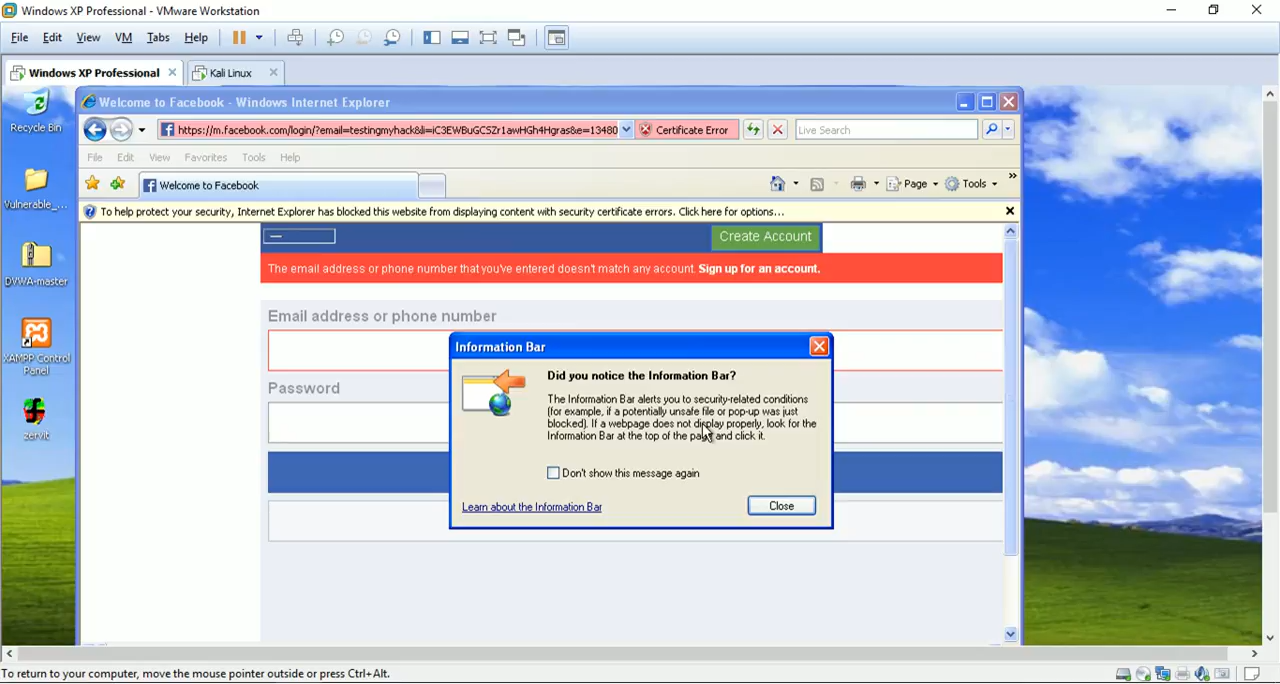 Windows XP Professional - VMware Workstation
File Edit View VM Tabs Help
Windows XP Professional Kali Linux
Recycle Bin
Vulnerable_...
DVWA-master
XAMPP Control
Panel
zervit
Welcome to Facebook - Windows Internet Explorer
https://m.facebook.com/login/?email=testingmyhack&li=iC3EWBuGCSZr1awHGh4Hgras&e=13480 Certificate Error Live Search
File Edit View Favorites Tools Help
Welcome to Facebook Page Tools »
To help protect your security, Internet Explorer has blocked this website from displaying content with security certificate errors. Click here for options...
Create Account
The email address or phone number that you've entered doesn't match any account. Sign up for an account.
Email address or phone number
Password
Information Bar
Did you notice the Information Bar?
The Information Bar alerts you to security-related conditions
(for example, if a potentially unsafe file or pop-up was just
blocked). If a webpage does not display properly, look for the
Information Bar at the top of the page and click it.
Don't show this message again
Learn about the Information Bar Close
To return to your computer, move the mouse pointer outside or press Ctrl+Alt.